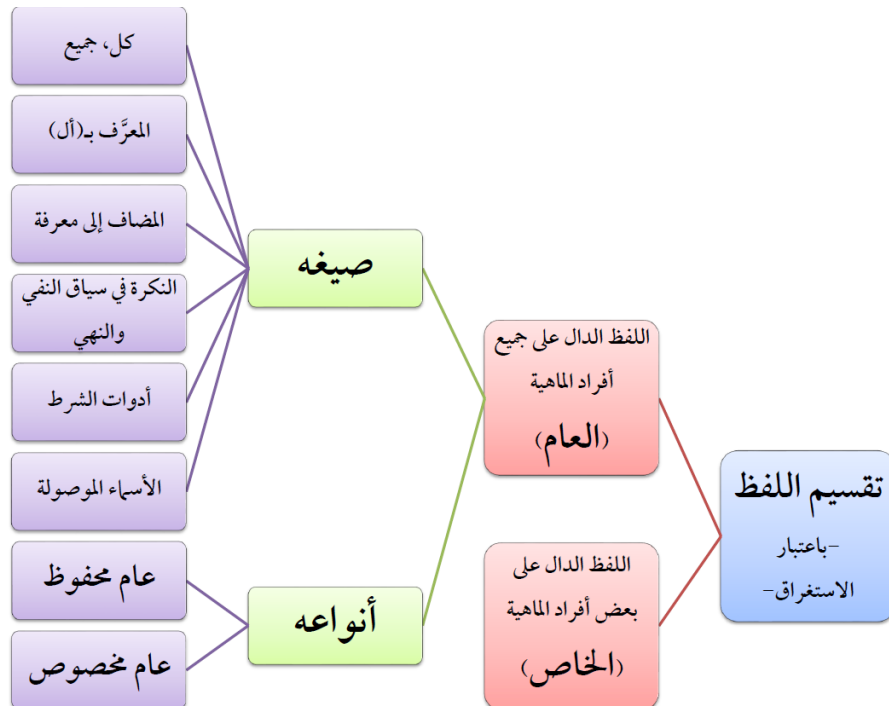 تقسيم اللفظ
-باعتبار
الاستغراق-
اللفظ الدال على جميع
أفراد الماهية
(العام)
صيغه
كل، جميع
المعرَّف بـ(أل)
المضاف إلى معرفة
النكرة في سياق النفي
والنهي
أدوات الشرط
الأسماء الموصولة
أنواعه
عام محفوظ
عام مخصوص
اللفظ الدال على
بعض أفراد الماهية
(الخاص)